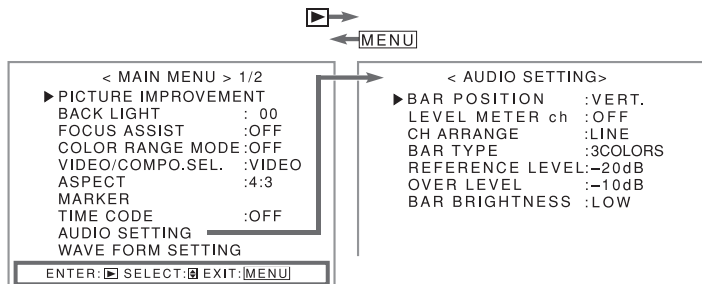 MENU
< MAIN MENU > 1/2
PICTURE IMPROVEMENT
BACK LIGHT : 00
FOCUS ASSIST :OFF
COLOR RANGE MODE:OFF
VIDEO/COMPO.SEL. :VIDEO
ASPECT :4:3
MARKER
TIME CODE :OFF
AUDIO SETTING
WAVE FORM SETTING
ENTER: SELECT: EXIT:MENU
< AUDIO SETTING>
BAR POSITION :VERT.
LEVEL METER ch :OFF
CH ARRANGE :LINE
BAR TYPE :3COLORS
REFERENCE LEVEL:–20dB
OVER LEVEL :–10dB
BAR BRIGHTNESS :LOW